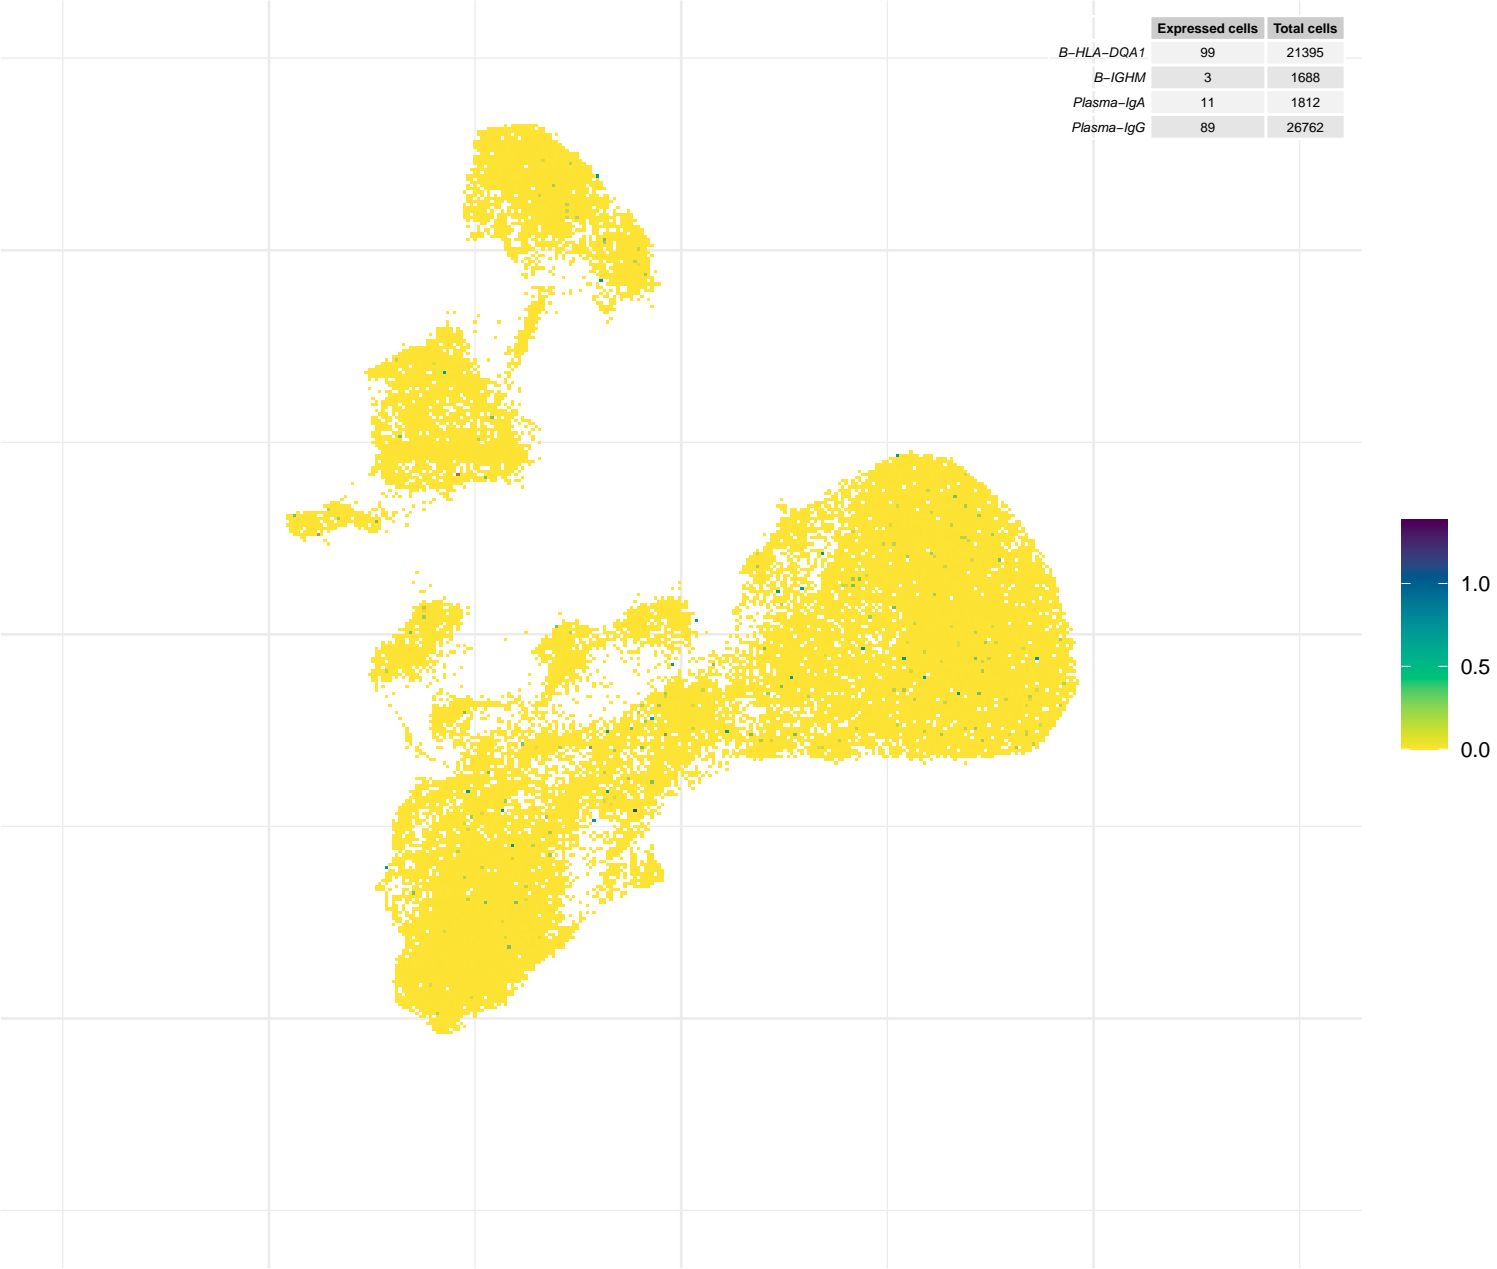 Expressed cells Total cells
B−HLA−DQA1 99 21395
B−IGHM 3 1688
Plasma−IgA 11 1812
Plasma−IgG 89 26762
1.0
0.5
0.0